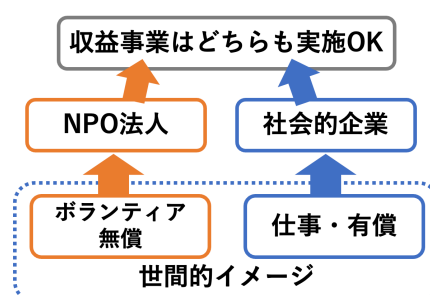 収益事業はどちらも実施OK
NPO法人
社会的企業
ボランティア
無償
仕事・有償
世間的イメージ